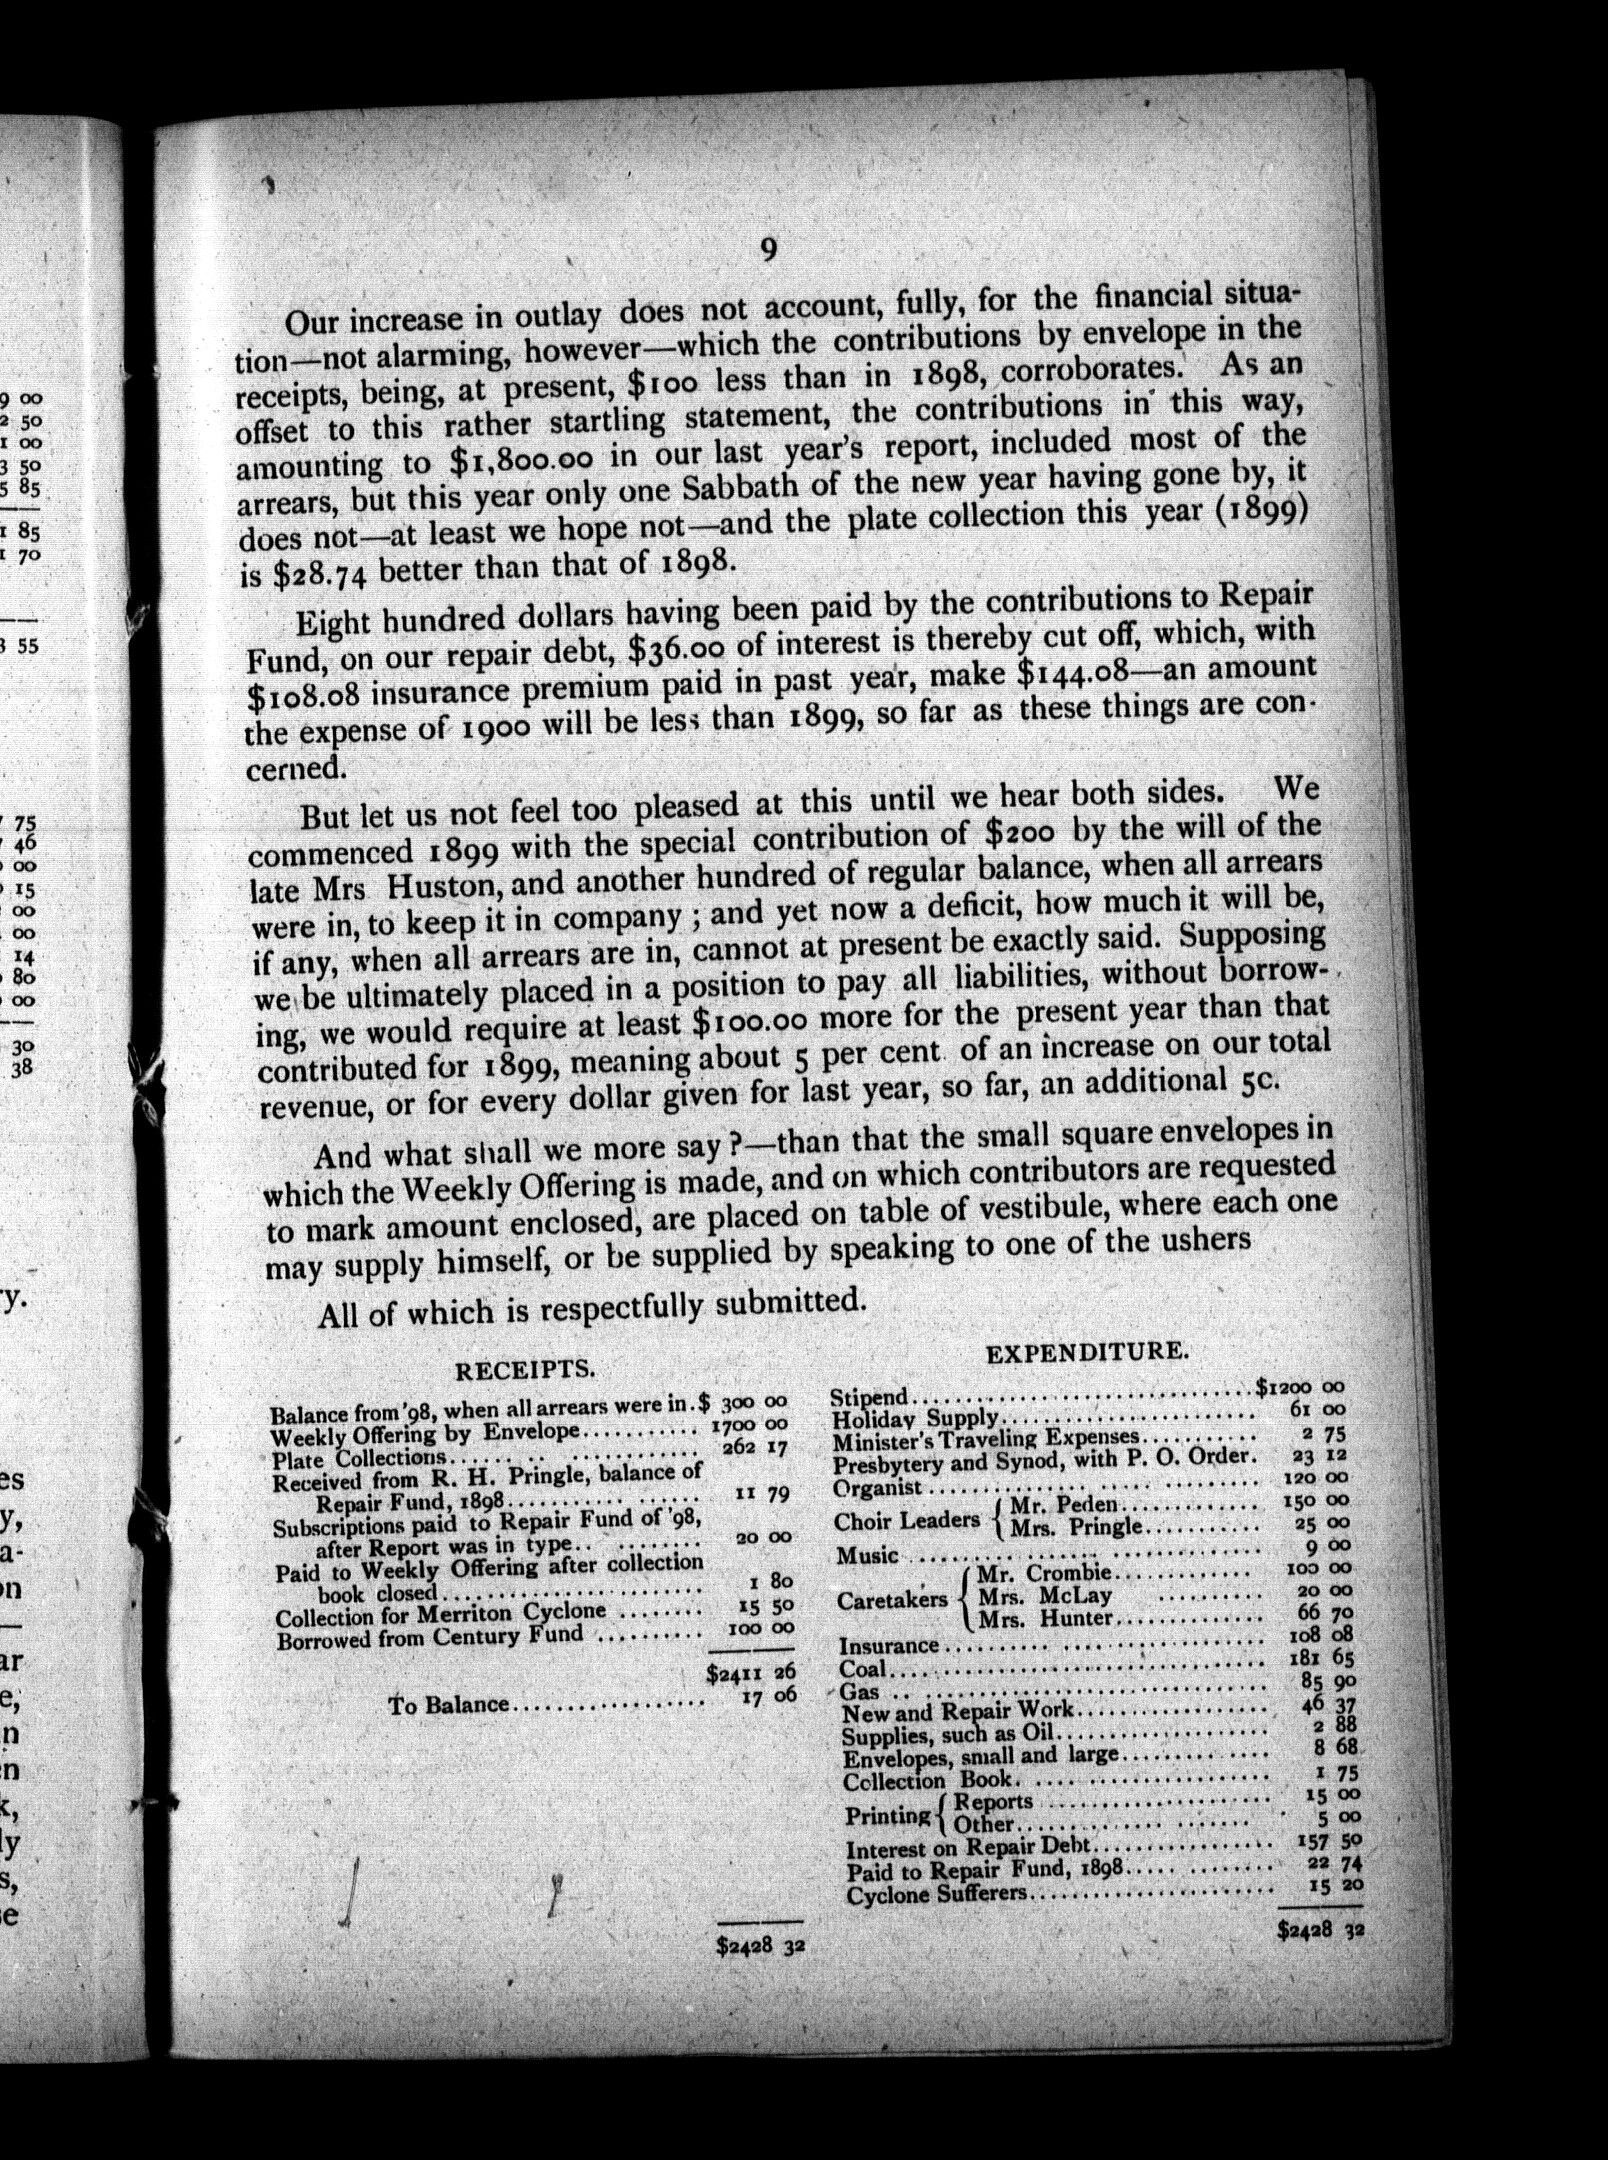 9
Our increase in outlay does not account, fully, for the financial situa-
tion—not alarming, however—which the contributions by envelope in the
receipts, being, at present, $100 less than in 1898, corroborates. As an
offset to this rather startling statement, the contributions in this way,
amounting to $1,800.00 in our last year's report, included most of the
arrears, but this year only one Sabbath of the new year having gone by, it
does not—at least we hope not—and the plate collection this year (1899)
is $28.74 better than that of 1898.
Eight hundred dollars having been paid by the contributions to Repair
Fund, on our repair debt, $36.00 of interest is thereby cut off, which, with
$108.08 insurance premium paid in past year, make $144.08—an amount
the expense of 1900 will be less than 1899, so far as these things are con-
cerned.
But let us not feel too pleased at this until we hear both sides. We
commenced 1899 with the special contribution of $200 by the will of the
late Mrs Huston, and another hundred of regular balance, when all arrears
were in, to keep it in company ; and yet now a deficit, how much it will be,
if any, when all arrears are in, cannot at present be exactly said. Supposing
we be ultimately placed in a position to pay all liabilities, without borrow-
ing, we would require at least $100.00 more for the present year than that
contributed for 1899, meaning about 5 per cent of an increase on our total
revenue, or for every dollar given for last year, so far, an additional 5c.
And what shall we more say ?—than that the small square envelopes in
which the Weekly Offering is made, and on which contributors are requested
to mark amount enclosed, are placed on table of vestibule, where each one
may supply himself, or be supplied by speaking to one of the ushers
All of which is respectfully submitted.
RECEIPTS.
Balance from '98, when all arrears were in. $ 300 00
Weekly Offering by Envelope........... 1700 00
Plate Collections...... .. ............ 262 17
Received from R. H. Pringle, balance of
Repair Fund, 1898........... ...... 11 79
Subscriptions paid to Repair Fund of '98,
after Report was in type.. ........ 20 00
Paid to Weekly Offering after collection
book closed....................... 1 80
Collection for Merriton Cyclone ........ 15 50
Borrowed from Century Fund .......... 100 00
$2411 26
To Balance.................. 17 06
$2428 32
EXPENDITURE.
Stipend................................$1200 00
Holiday Supply........................ 61 00
Minister's Traveling Expenses........... 2 75
Presbytery and Synod, with P. O. Order. 23 12
Organist .............. ..... ......... 120 00
Choir Leaders { Mr. Peden............. 150 00
Mrs. Pringle........... 25 00
Music .......... ....... .............. 9 00
Caretakers { Mr. Crombie............. 100 00
Mrs. McLay .......... 20 00
Mrs. Hunter.............. 66 70
Insurance.......... ................... 108 08
Coal................................... 181 65
Gas .. ................................ 85 90
New and Repair Work.................. 46 37
Supplies, such as Oil.................... 2 88
Envelopes, small and large.............. 8 68
Collection Book. ..... ................. 1 75
Printing { Reports ...................... 15 00
Other.............. ....... 5 00
Interest on Repair Debt................. 157 50
Paid to Repair Fund, 1898..... ........ 22 74
Cyclone Sufferers....................... 15 20
$2428 32